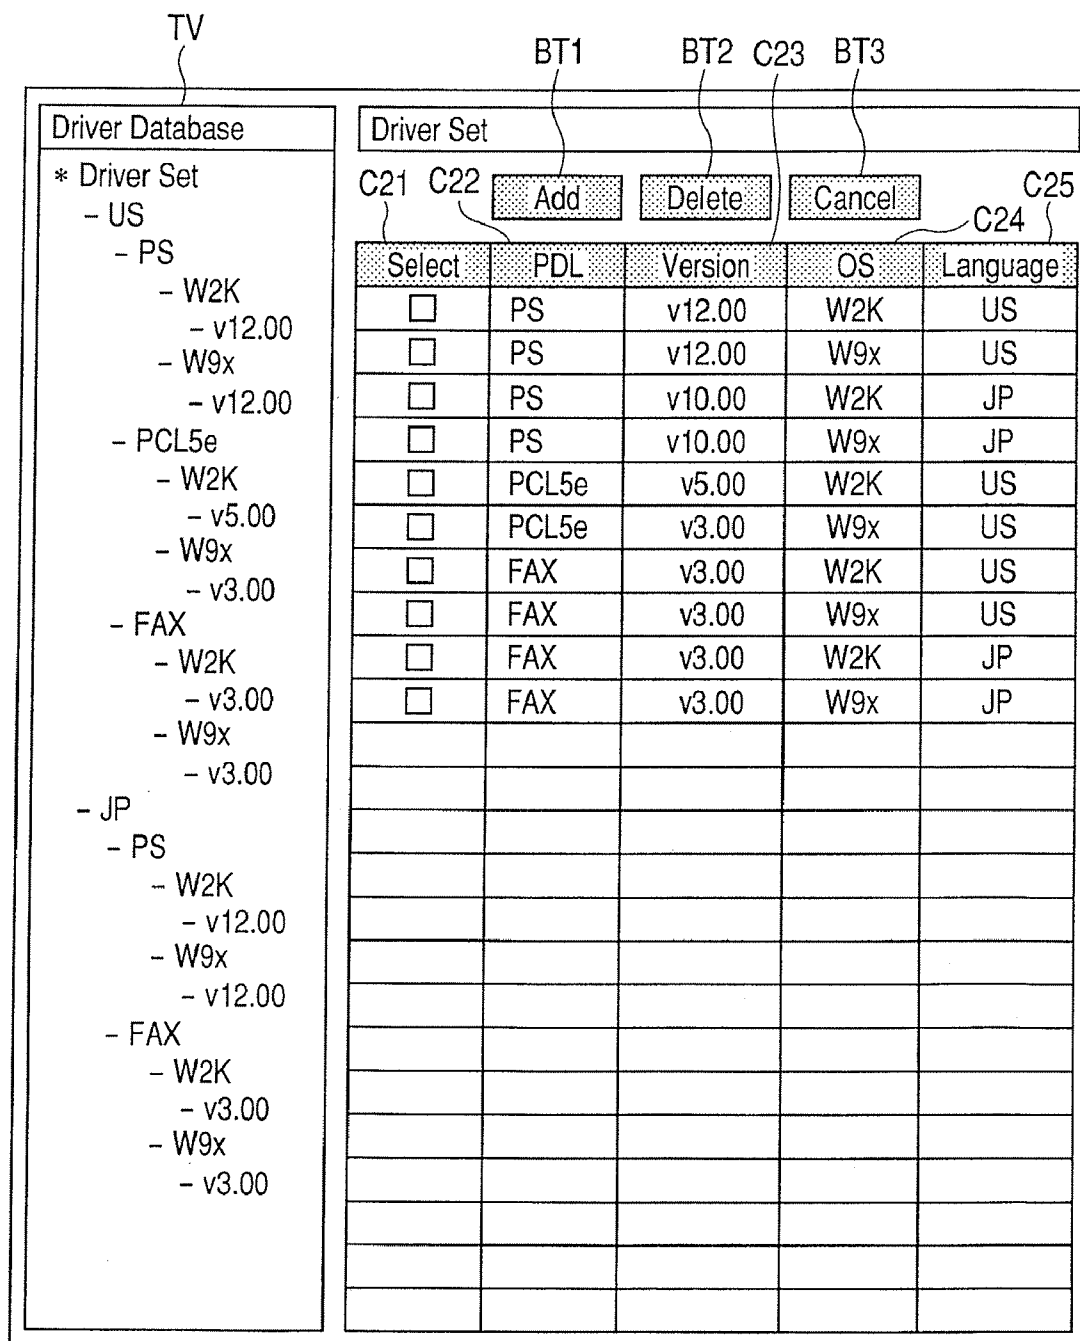 TV
BT1 BT2 C23 BT3
Driver Database
* Driver Set
– US
– PS
– W2K
– v12.00
– W9x
– v12.00
– PCL5e
– W2K
– v5.00
– W9x
– v3.00
– FAX
– W2K
– v3.00
– W9x
– v3.00
– JP
– PS
– W2K
– v12.00
– W9x
– v12.00
– FAX
– W2K
– v3.00
– W9x
– v3.00
Driver Set
C21 C22 Add Delete Cancel C24 C25
Select PDL Version OS Language
PS v12.00 W2K US
PS v12.00 W9x US
PS v10.00 W2K JP
PS v10.00 W9x JP
PCL5e v5.00 W2K US
PCL5e v3.00 W9x US
FAX v3.00 W2K US
FAX v3.00 W9x US
FAX v3.00 W2K JP
FAX v3.00 W9x JP